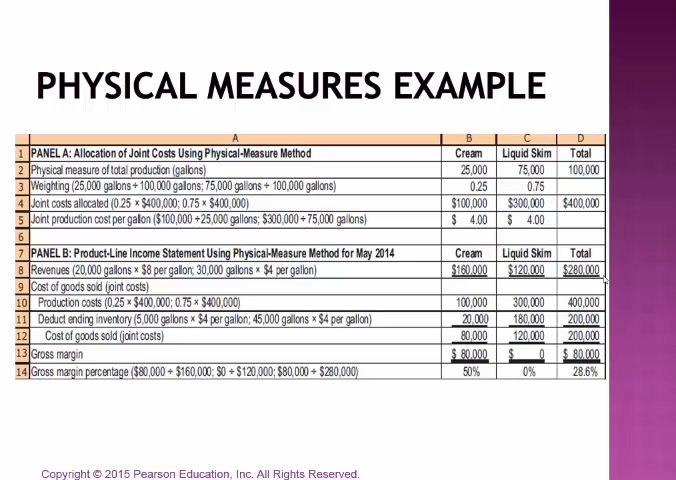 PHYSICAL MEASURES EXAMPLE
A B C D
1 PANEL A: Allocation of Joint Costs Using Physical-Measure Method Cream Liquid Skim Total
2 Physical measure of total production (gallons) 25,000 75,000 100,000
3 Weighting (25,000 gallons ÷ 100,000 gallons; 75,000 gallons ÷ 100,000 gallons) 0.25 0.75
4 Joint costs allocated (0.25 × $400,000; 0.75 × $400,000) $100,000 $300,000 $400,000
5 Joint production cost per gallon ($100,000 ÷ 25,000 gallons; $300,000 ÷ 75,000 gallons) $ 4.00 $ 4.00
6
7 PANEL B: Product-Line Income Statement Using Physical-Measure Method for May 2014 Cream Liquid Skim Total
8 Revenues (20,000 gallons × $8 per gallon; 30,000 gallons × $4 per gallon) $160,000 $120,000 $280,000
9 Cost of goods sold (joint costs)
10 Production costs (0.25 × $400,000; 0.75 × $400,000) 100,000 300,000 400,000
11 Deduct ending inventory (5,000 gallons × $4 per gallon; 45,000 gallons × $4 per gallon) 20,000 180,000 200,000
12 Cost of goods sold (joint costs) 80,000 120,000 200,000
13 Gross margin $ 80,000 $ 0 $ 80,000
14 Gross margin percentage ($80,000 ÷ $160,000; $0 ÷ $120,000; $80,000 ÷ $280,000) 50% 0% 28.6%
Copyright © 2015 Pearson Education, Inc. All Rights Reserved.